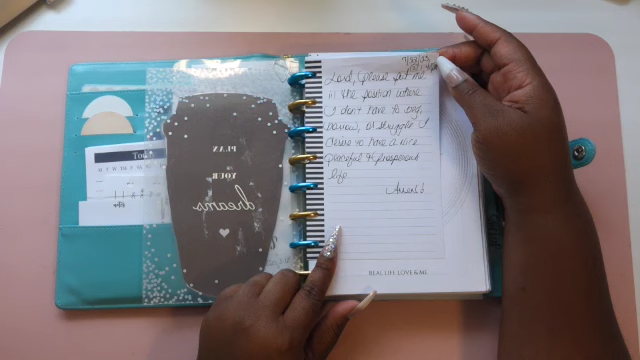 PLAN
YOUR
dreams
Lord, please put me
in the position where
I don't have to beg,
borrow, or struggle. I
desire to have a nice
peaceful & prosperous
life
Amen!
REAL LIFE. LOVE & ME